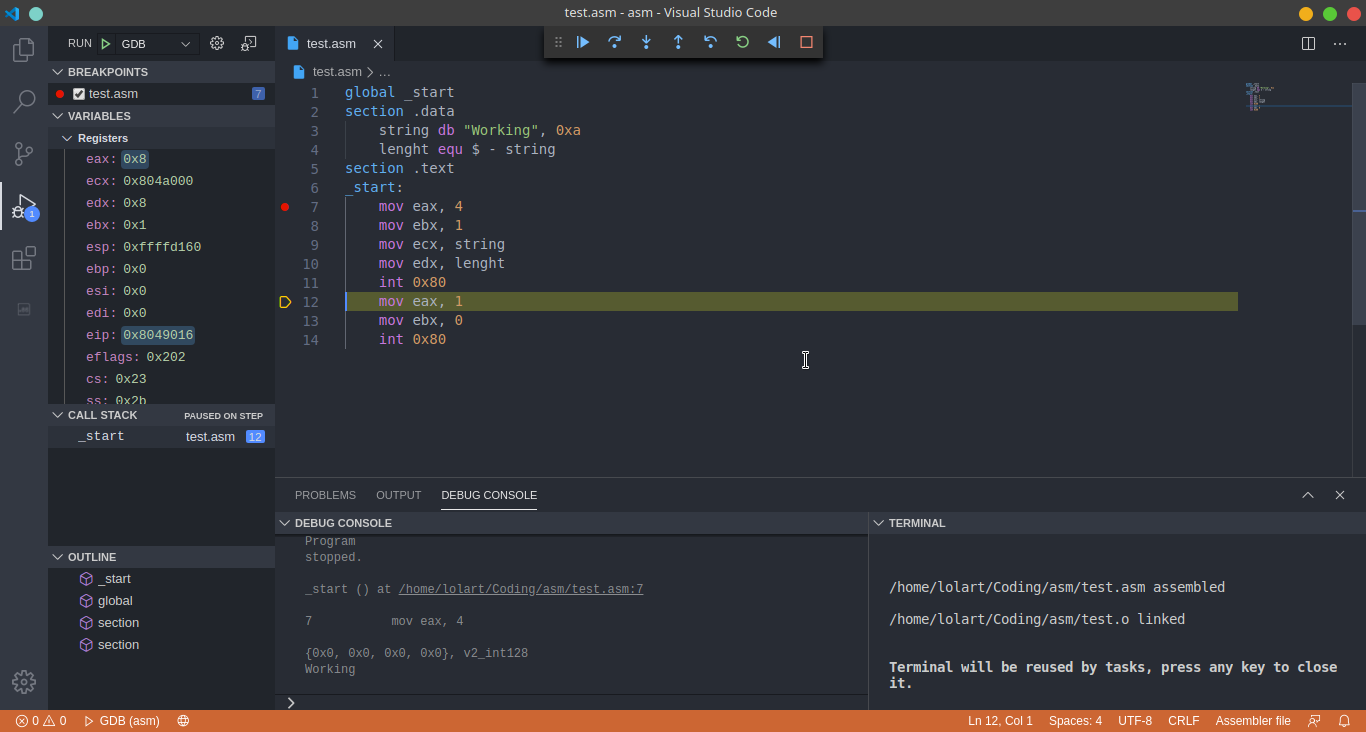 test.asm - asm - Visual Studio Code
RUN GDB
BREAKPOINTS
test.asm 7
VARIABLES
Registers
eax: 0x8
ecx: 0x804a000
edx: 0x8
ebx: 0x1
esp: 0xffffd160
ebp: 0x0
esi: 0x0
edi: 0x0
eip: 0x8049016
eflags: 0x202
cs: 0x23
ss: 0x2b
CALL STACK PAUSED ON STEP
_start test.asm 12
OUTLINE
_start
global
section
section
1
test.asm
test.asm > ...
1 global _start
2 section .data
3 string db "Working", 0xa
4 lenght equ $ - string
5 section .text
6 _start:
7 mov eax, 4
8 mov ebx, 1
9 mov ecx, string
10 mov edx, lenght
11 int 0x80
12 mov eax, 1
13 mov ebx, 0
14 int 0x80
PROBLEMS OUTPUT DEBUG CONSOLE
DEBUG CONSOLE
Program
stopped.
_start () at /home/lolart/Coding/asm/test.asm:7
7 mov eax, 4
{0x0, 0x0, 0x0, 0x0}, v2_int128
Working
TERMINAL
/home/lolart/Coding/asm/test.asm assembled
/home/lolart/Coding/asm/test.o linked
Terminal will be reused by tasks, press any key to close
it.
0 0 GDB (asm) Ln 12, Col 1 Spaces: 4 UTF-8 CRLF Assembler file